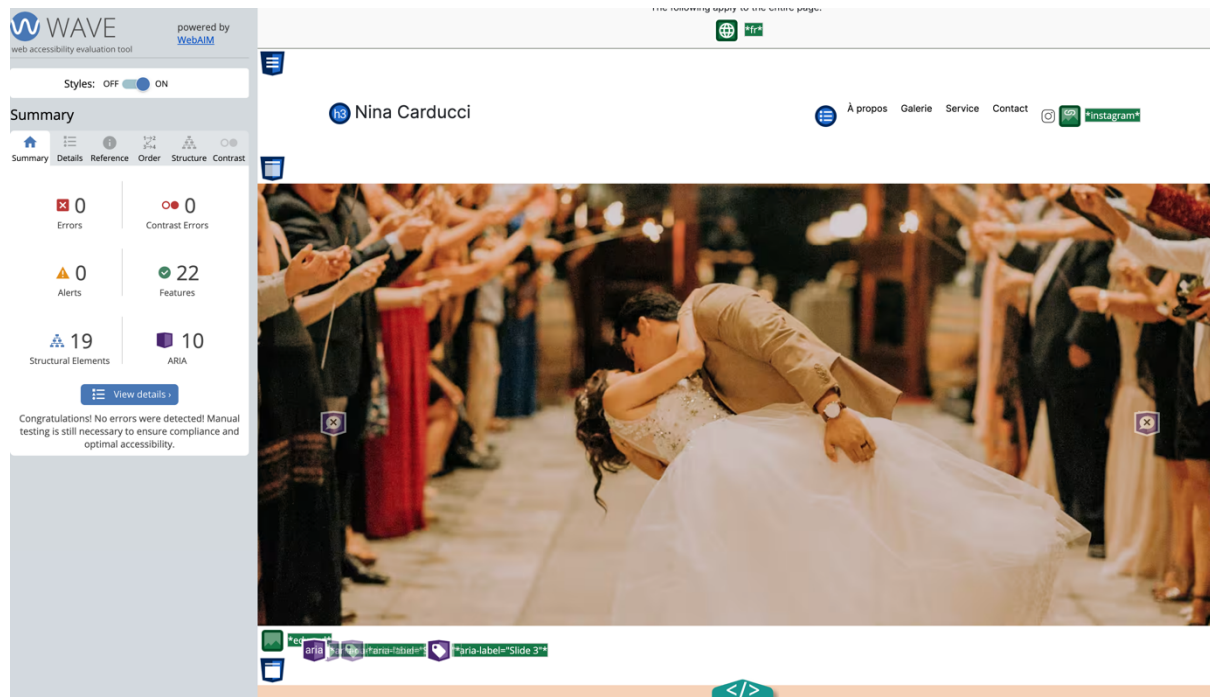 WAVE
web accessibility evaluation tool
powered by
WebAIM
Styles: OFF ON
Summary
Summary Details Reference Order Structure Contrast
0
Errors
0
Contrast Errors
0
Alerts
22
Features
19
Structural Elements
10
ARIA
View details ›
Congratulations! No errors were detected! Manual
testing is still necessary to ensure compliance and
optimal accessibility.
The following apply to the entire page:
*fr*
h3 Nina Carducci
À propos Galerie Service Contact
*instagram*
aria
*aria-label="Slide 3"*
</>